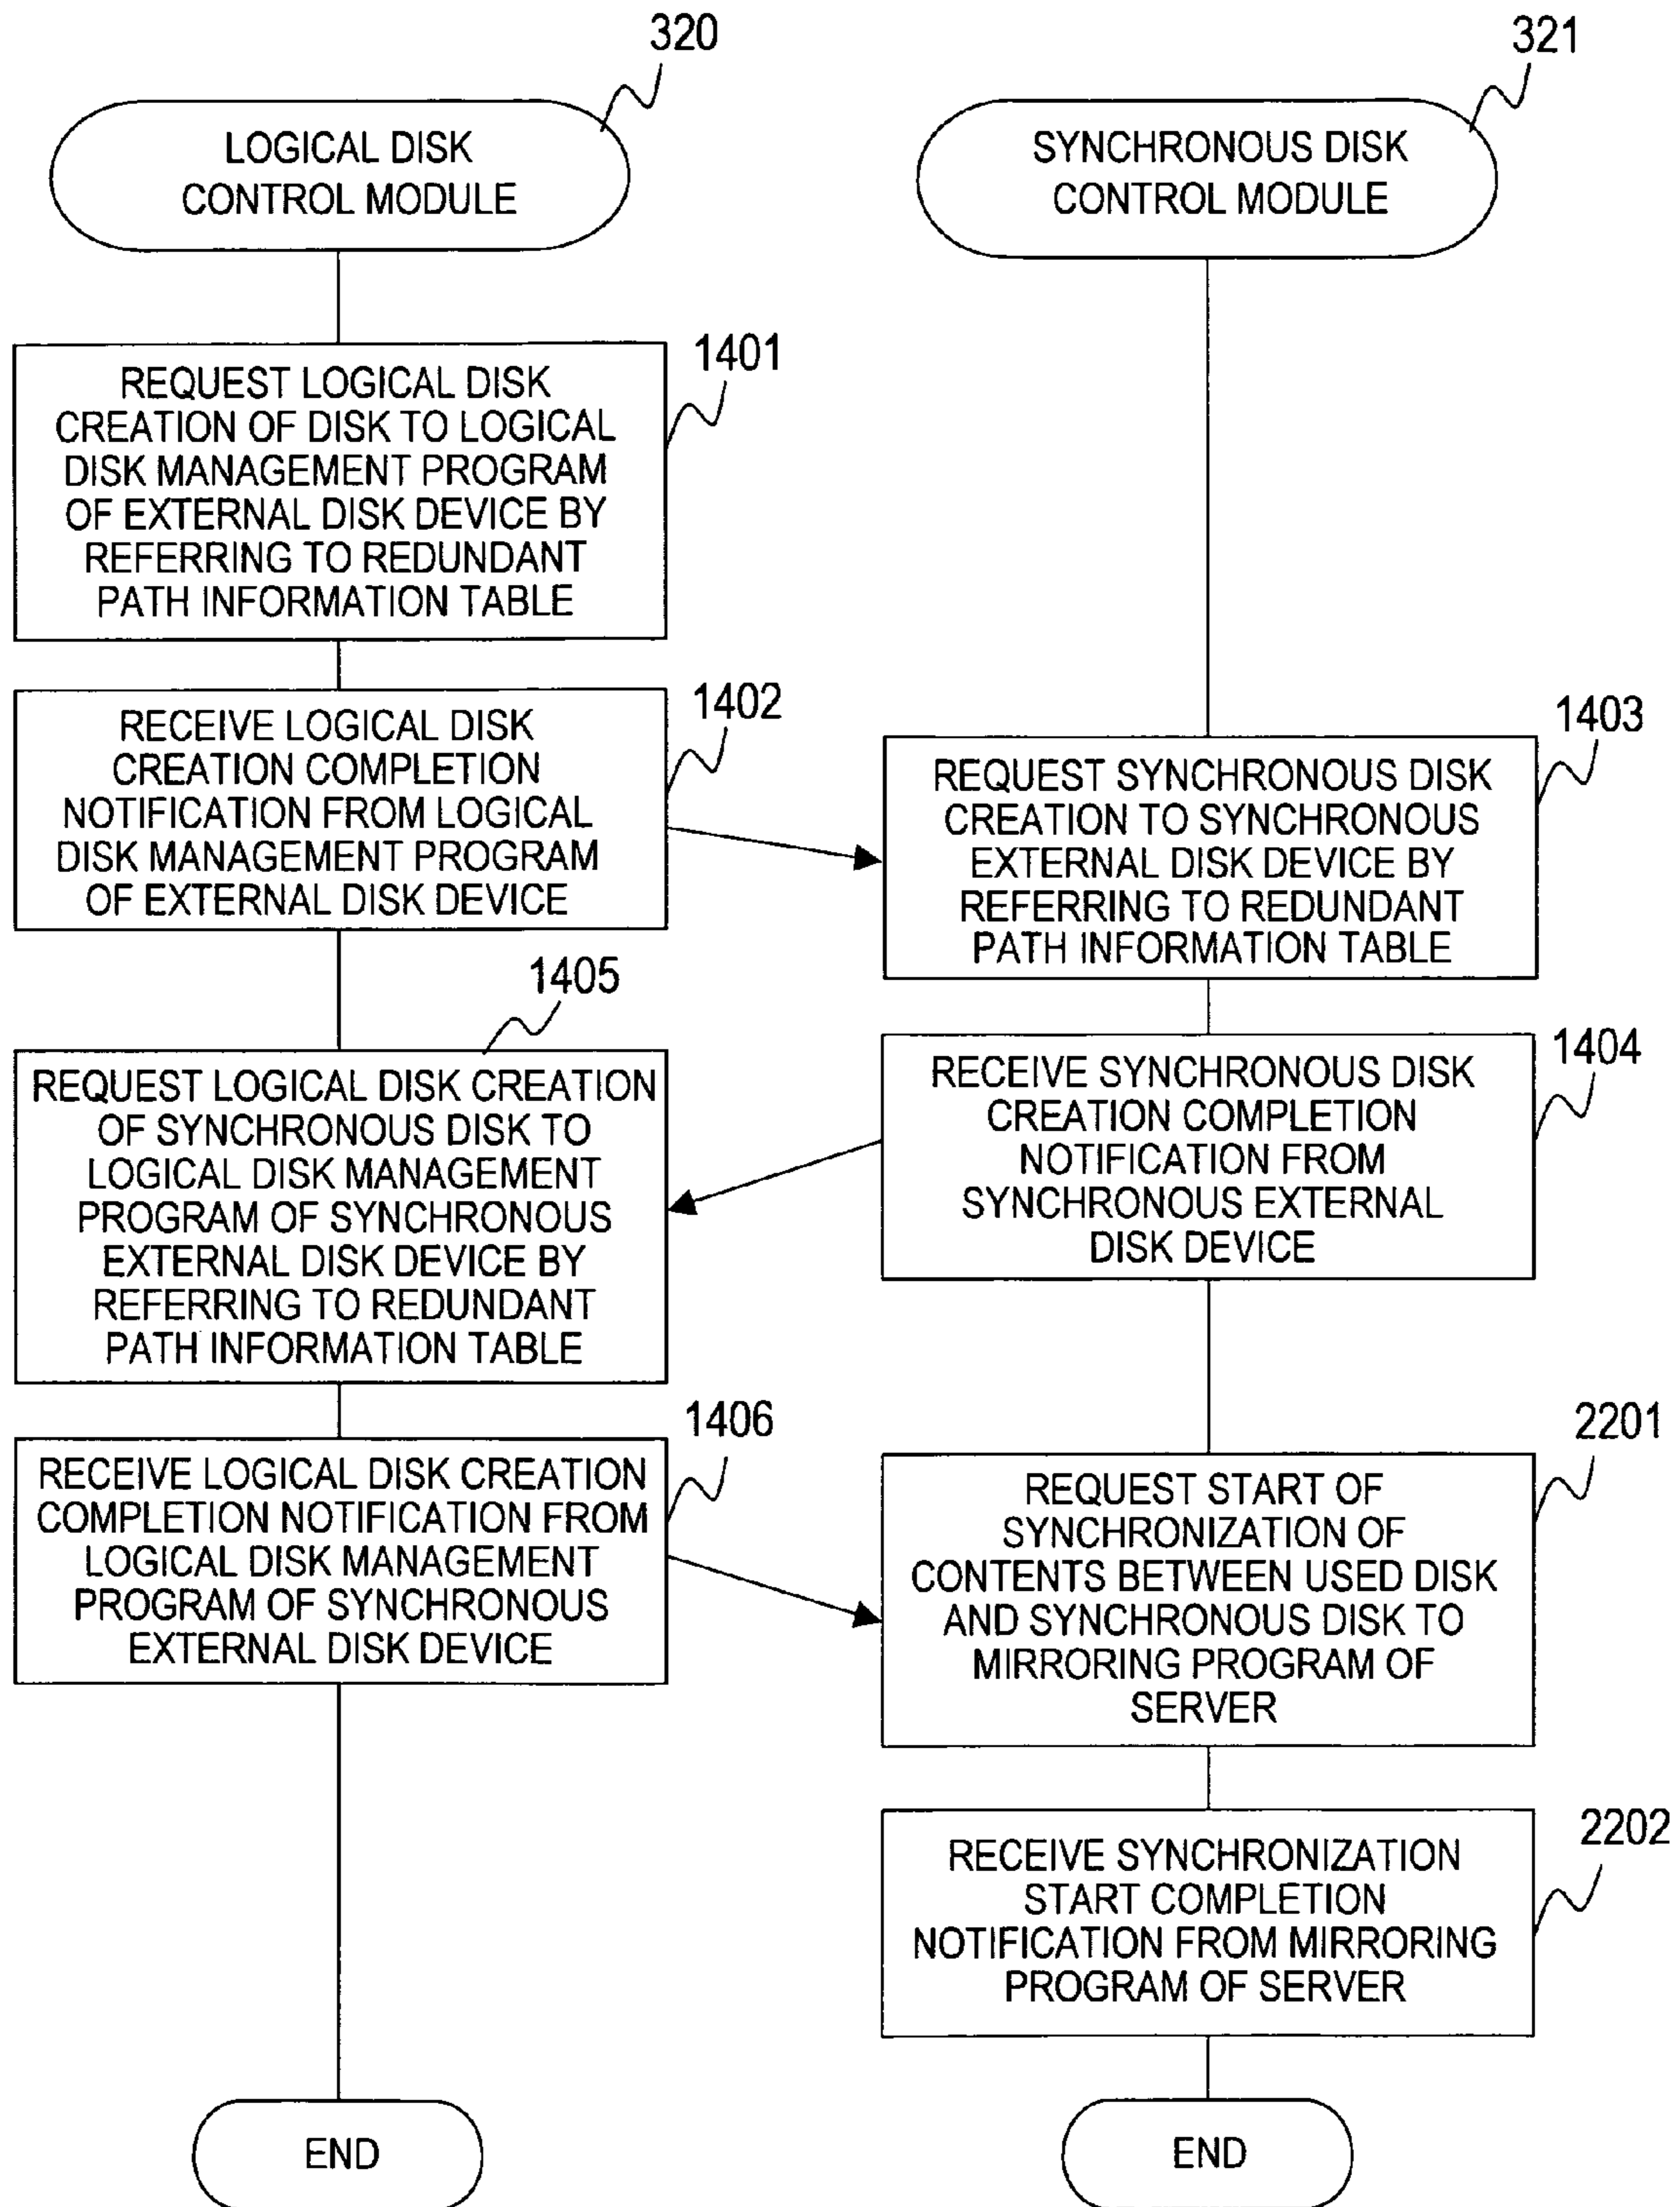 320
LOGICAL DISK
CONTROL MODULE
321
SYNCHRONOUS DISK
CONTROL MODULE
1401
REQUEST LOGICAL DISK
CREATION OF DISK TO LOGICAL
DISK MANAGEMENT PROGRAM
OF EXTERNAL DISK DEVICE BY
REFERRING TO REDUNDANT
PATH INFORMATION TABLE
1402
RECEIVE LOGICAL DISK
CREATION COMPLETION
NOTIFICATION FROM LOGICAL
DISK MANAGEMENT PROGRAM
OF EXTERNAL DISK DEVICE
1403
REQUEST SYNCHRONOUS DISK
CREATION TO SYNCHRONOUS
EXTERNAL DISK DEVICE BY
REFERRING TO REDUNDANT
PATH INFORMATION TABLE
1404
RECEIVE SYNCHRONOUS DISK
CREATION COMPLETION
NOTIFICATION FROM
SYNCHRONOUS EXTERNAL
DISK DEVICE
1405
REQUEST LOGICAL DISK CREATION
OF SYNCHRONOUS DISK TO
LOGICAL DISK MANAGEMENT
PROGRAM OF SYNCHRONOUS
EXTERNAL DISK DEVICE BY
REFERRING TO REDUNDANT
PATH INFORMATION TABLE
1406
RECEIVE LOGICAL DISK CREATION
COMPLETION NOTIFICATION FROM
LOGICAL DISK MANAGEMENT
PROGRAM OF SYNCHRONOUS
EXTERNAL DISK DEVICE
2201
REQUEST START OF
SYNCHRONIZATION OF
CONTENTS BETWEEN USED DISK
AND SYNCHRONOUS DISK TO
MIRRORING PROGRAM OF
SERVER
2202
RECEIVE SYNCHRONIZATION
START COMPLETION
NOTIFICATION FROM MIRRORING
PROGRAM OF SERVER
END
END